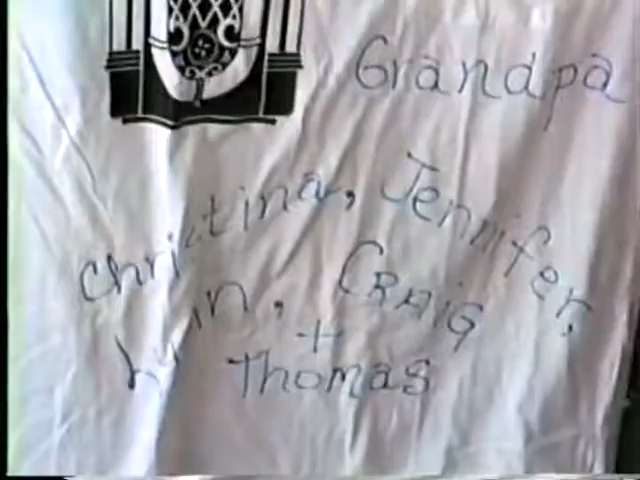 Grandpa
Christina, Jennifer,
CRAIG
+
Thomas